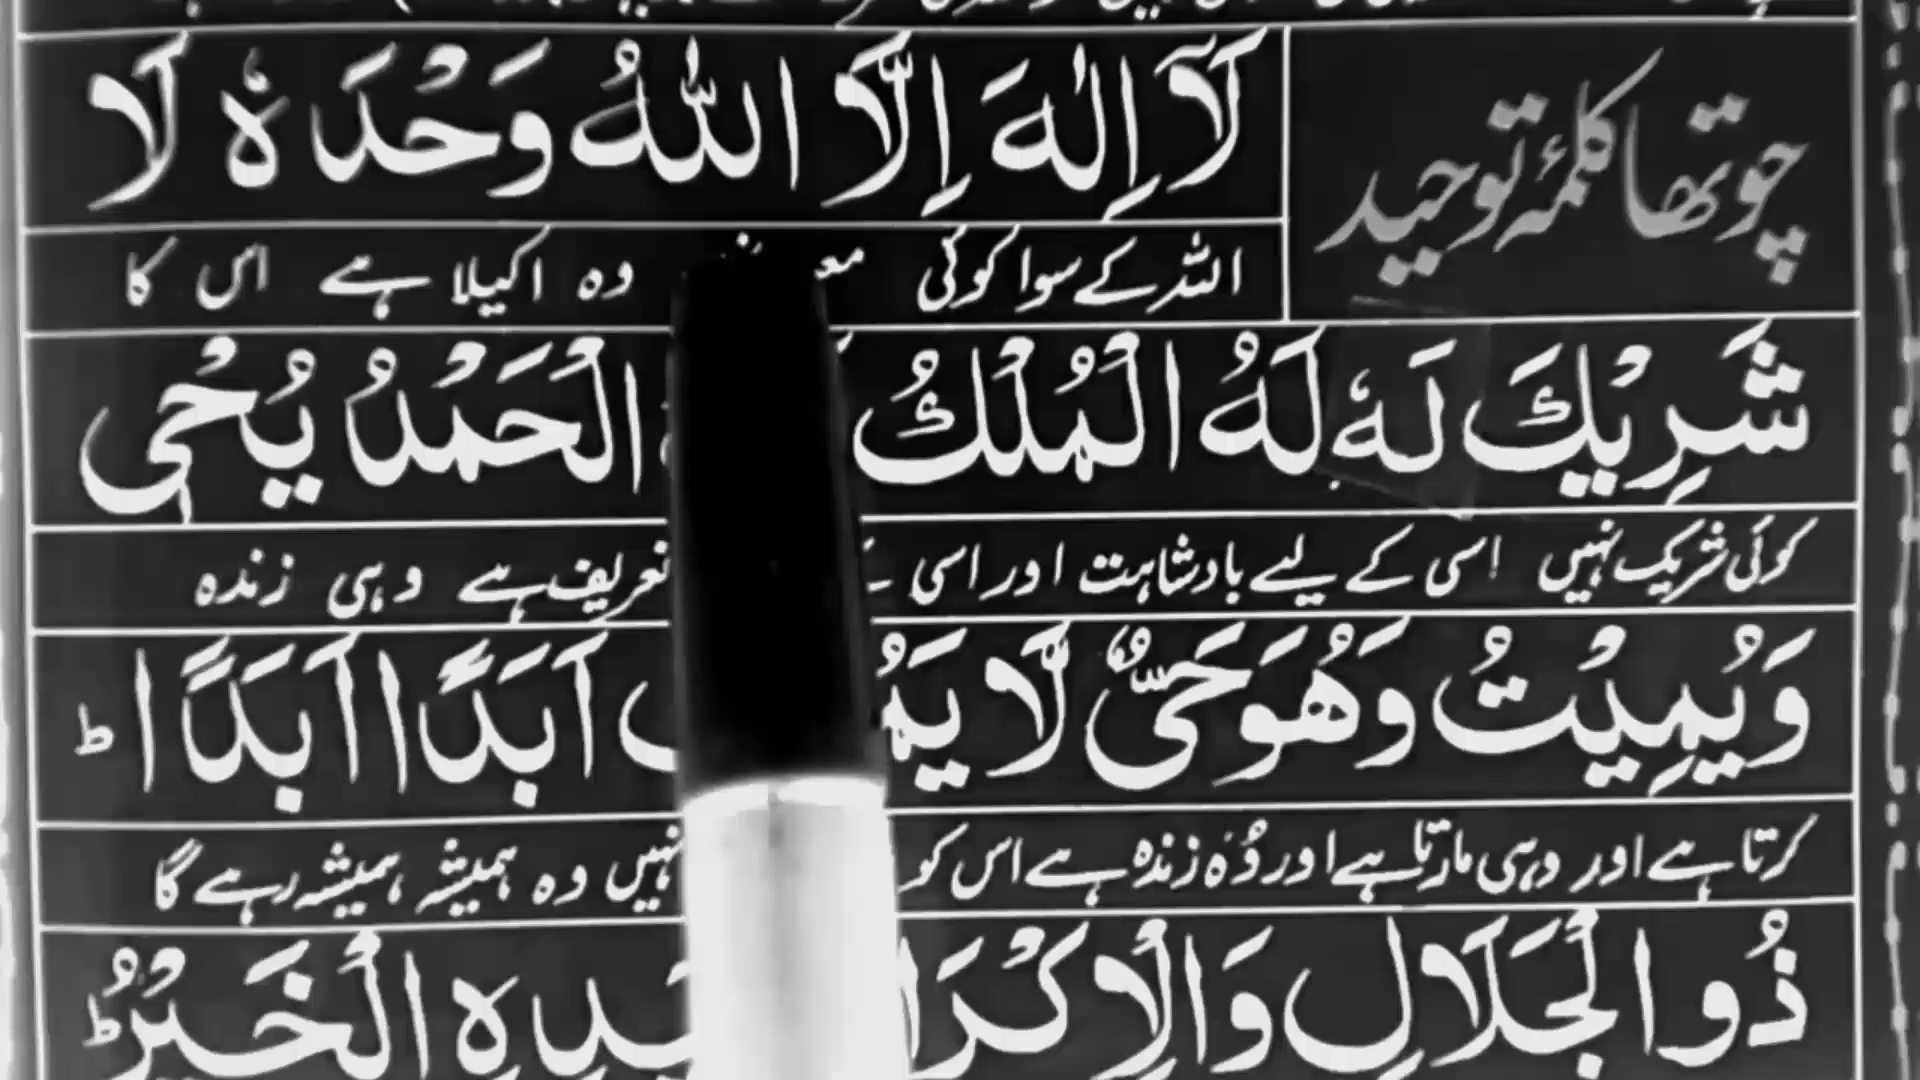 چوتھا کلمۂ توحید
لَآ اِلٰهَ اِلَّا اللّٰهُ وَحْدَهٗ لَا
اللہ کے سوا کوئی وہ اکیلا ہے اس کا
شَرِيْكَ لَهٗ لَهُ الْمُلْكُ الْحَمْدُ يُحْيٖ
کوئی شریک نہیں اسی کے لیے بادشاہت اور اسی تعریف ہے وہی زندہ
وَيُمِيْتُ وَهُوَ حَيٌّ لَّا اَبَدًا اَبَدًا ؕ
کرتا ہے اور وہی مارتا ہے اور وُہ زندہ ہے اس کو نہیں وہ ہمیشہ ہمیشہ رہے گا
ذُو الْجَلَالِ وَالْاِكْرَا الْخَيْرُ ؕ